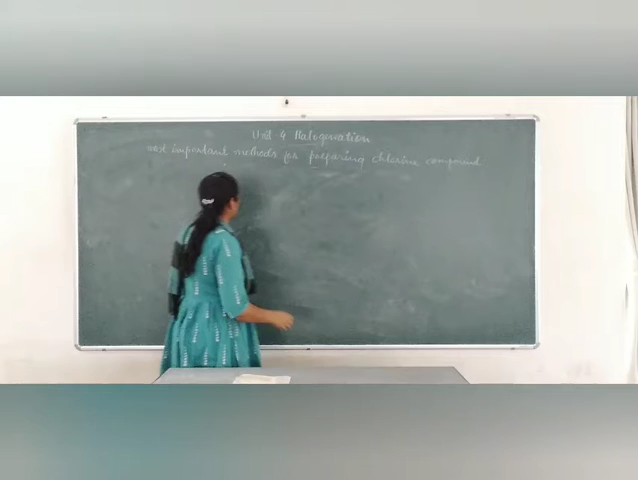 Unit 4 Halogenation
most important methods for preparing chlorine compound